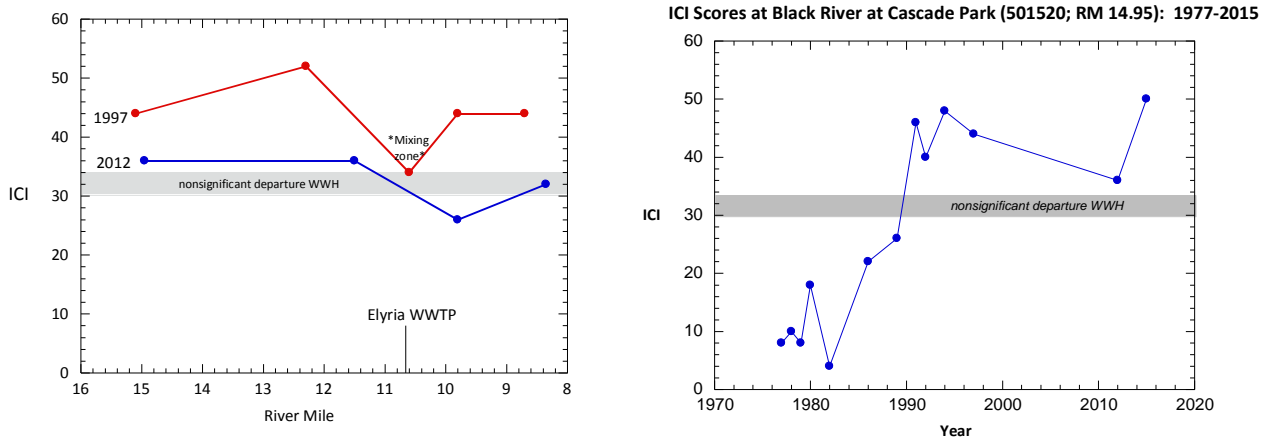 60
50
40
30
20
10
0
ICI
1997
2012
*Mixing
zone*
nonsignificant departure WWH
Elyria WWTP
16 15 14 13 12 11 10 9 8
River Mile
ICI Scores at Black River at Cascade Park (501520; RM 14.95): 1977-2015
60
50
40
30
20
10
0
ICI
nonsignificant departure WWH
1970 1980 1990 2000 2010 2020
Year